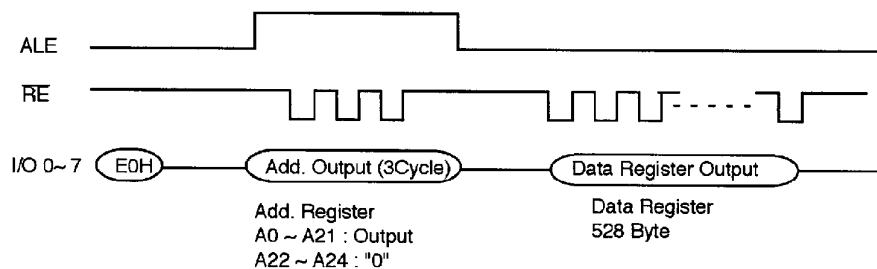 ALE
RE
I/O 0~7 E0H Add. Output (3Cycle) Data Register Output
Add. Register
A0 ~ A21 : Output
A22 ~ A24 : "0"
Data Register
528 Byte